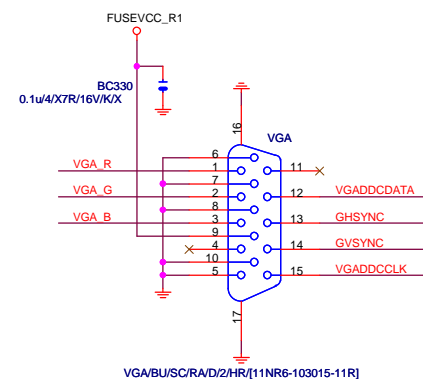 FUSEVCC_R1
BC330
0.1u/4/X7R/16V/K/X
16
VGA
6
VGA_R
1
11
7
VGA_G
2
12
VGADDCDATA
8
VGA_B
3
13
GHSYNC
9
4
14
GVSYNC
10
5
15
VGADDCCLK
17
VGA/BU/SC/RA/D/2/HR/[11NR6-103015-11R]